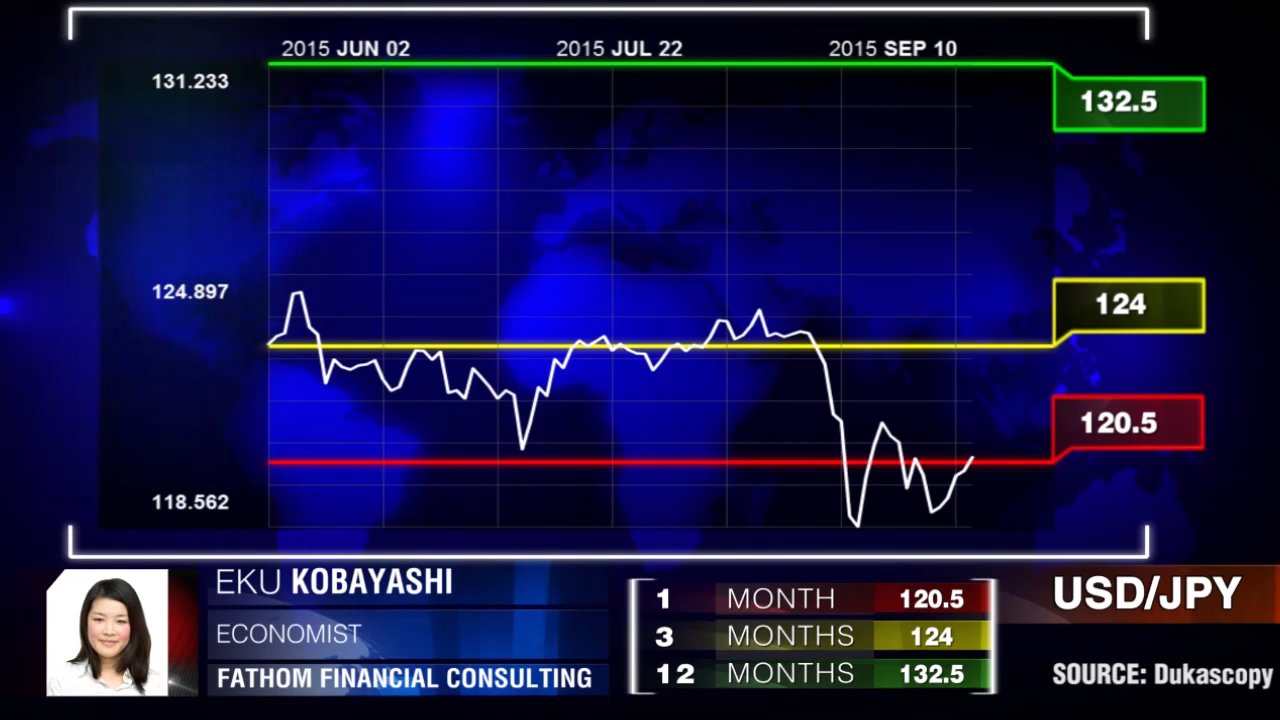 2015 JUN 02 2015 JUL 22 2015 SEP 10
131.233
132.5
124.897
124
120.5
118.562
EKU KOBAYASHI
ECONOMIST
FATHOM FINANCIAL CONSULTING
1 MONTH 120.5
3 MONTHS 124
12 MONTHS 132.5
USD/JPY
SOURCE: Dukascopy